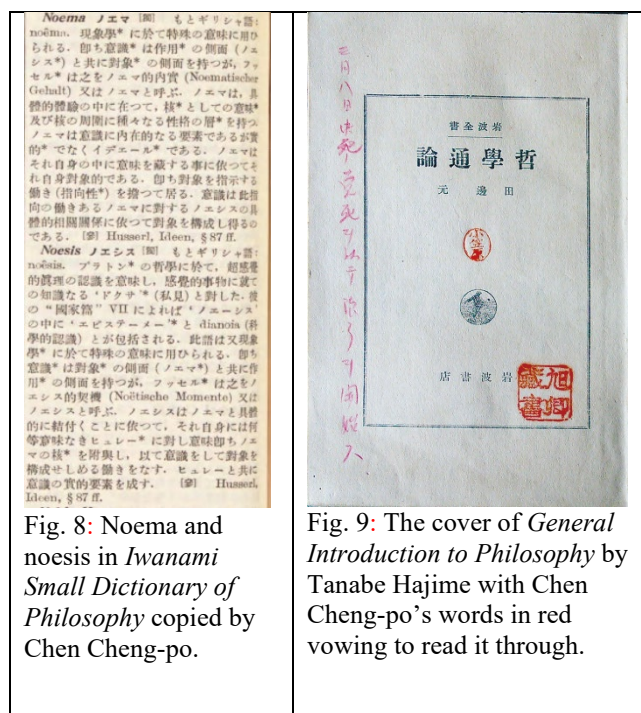 Noema ノエマ [閥] もとギリシャ語:
noēma. 現象學* に於て特殊の意味に用ひ
られる. 卽ち意識* は作用* の側面 (ノエ
シス*) と共に對象* の側面を持つが, フッ
セル* は之をノエマ的內實 (Noematischer
Gehalt) 又はノエマと呼ぶ. ノエマは, 具
體的體驗の中に在つて, 核* としての意味*
及び核の周圍に種々なる性格の層* を持つ
ノエマは意識に內在的なる要素であるが實
的* でなくイデエール* である. ノエマは
それ自身の中に意味を藏する事に依つてそ
れ自身對象的である. 卽ち對象を指示する
働き (指向性*) を擔つて居る. 意識は此指
向の働きあるノエマに對するノエシスの具
體的相關關係に依つて對象を構成し得るの
である. Husserl, Ideen, § 87 ff.
Noesis ノエシス もとギリシャ語:
noēsis. プラトン* の哲學に於て, 超感覺
的眞理の認識を意味し, 感覺的事物に就て
の知識なる ‘ドクサ’* (私見) と對した. 彼
の “國家篇” VII によれば ‘ノエーシス’
の中に ‘エピステーメー’* と dianois (科
學的認識) とが包括される. 此語は又現象
學* に於て特殊の意味に用ひられる. 卽ち
意識* は對象* の側面 (ノエマ*) と共に作
用* の側面を持つが, フッセル* は之をノ
エシス的契機 (Noëtische Momente) 又は
ノエシスと呼ぶ. ノエシスはノエマと具體
的に結付くことに依つて, それ自身には何
等意味なきヒュレー* に對し意味卽ちノエ
マの核* を附與し, 以て意識をして對象を
構成せしめる働きをなす. ヒュレーと共に
意識の實的要素を成す. Husserl,
Ideen, § 87 ff.
Fig. 8: Noema and
noesis in Iwanami
Small Dictionary of
Philosophy copied by
Chen Cheng-po.
三月八日決死 ヲ以テ ヲ開始ス
岩波全書
哲學通論
田邊元
岩波書店
藏書
Fig. 9: The cover of General
Introduction to Philosophy by
Tanabe Hajime with Chen
Cheng-po’s words in red
vowing to read it through.